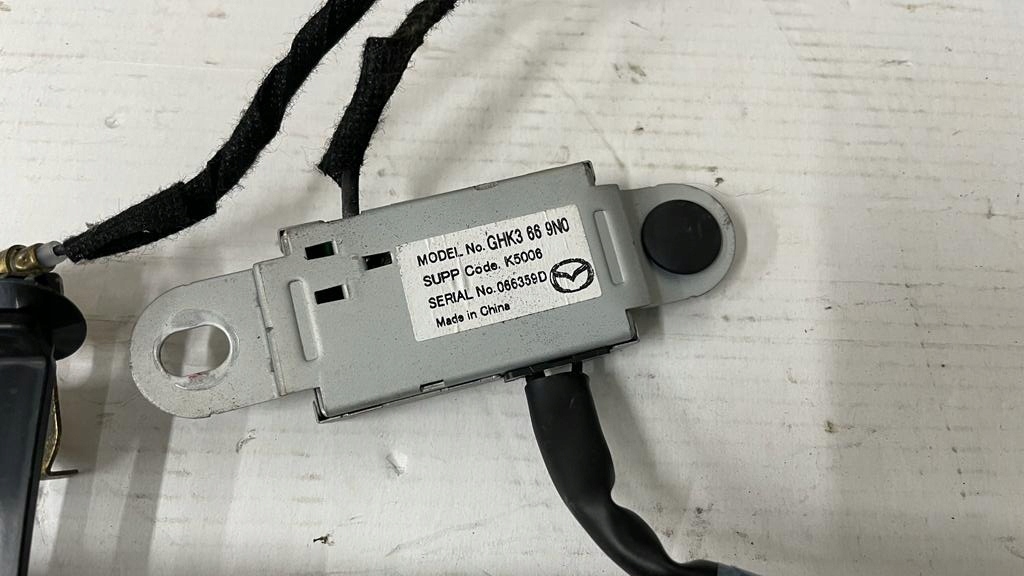 MODEL No. GHK3 66 9N0
SUPP Code. K5006
SERIAL No. 066359D
Made in China